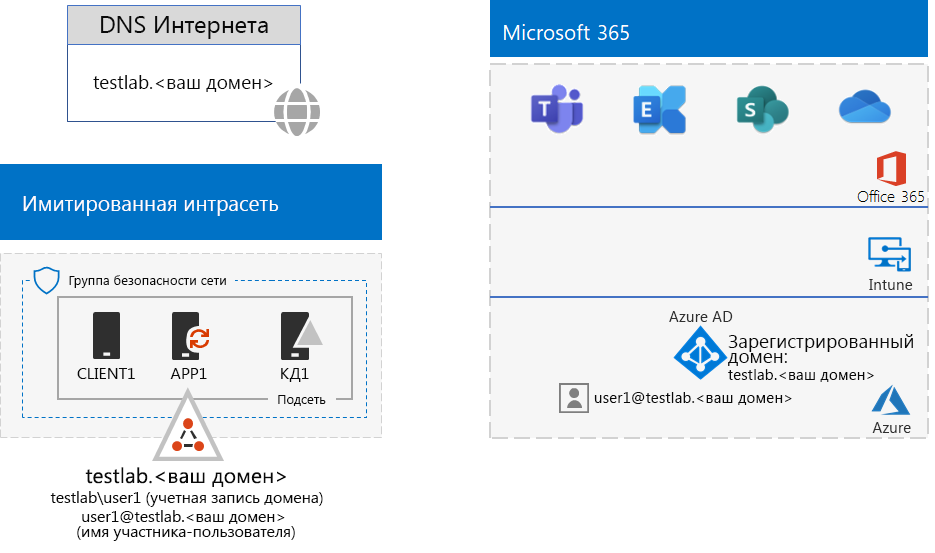 DNS Интернета
testlab.<ваш домен>
Имитированная интрасеть
Группа безопасности сети
CLIENT1
APP1
КД1
Подсеть
testlab.<ваш домен>
testlab\user1 (учетная запись домена)
user1@testlab.<ваш домен>
(имя участника-пользователя)
Microsoft 365
T
E
S
Office 365
Intune
Azure AD
Зарегистрированный
домен:
testlab.<ваш домен>
user1@testlab.<ваш домен>
Azure